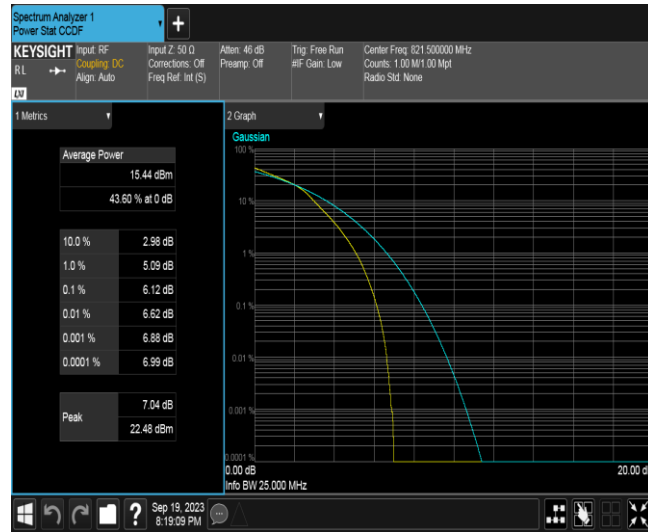 Spectrum Analyzer 1
Power Stat CCDF
+
KEYSIGHT
RL
LXI
Input: RF
Coupling: DC
Align: Auto
Input Z: 50 Ω
Corrections: Off
Freq Ref: Int (S)
Atten: 46 dB
Preamp: Off
Trig: Free Run
#IF Gain: Low
Center Freq: 821.500000 MHz
Counts: 1.00 M/1.00 Mpt
Radio Std: None
1 Metrics
Average Power
15.44 dBm
43.60 % at 0 dB
10.0 % 2.98 dB
1.0 % 5.09 dB
0.1 % 6.12 dB
0.01 % 6.62 dB
0.001 % 6.88 dB
0.0001 % 6.99 dB
Peak
7.04 dB
22.48 dBm
2 Graph
Gaussian
100 %
10 %
1 %
0.1 %
0.01 %
0.001 %
0.0001 %
0.00 dB
20.00 d
Info BW 25.000 MHz
?
Sep 19, 2023
8:19:09 PM